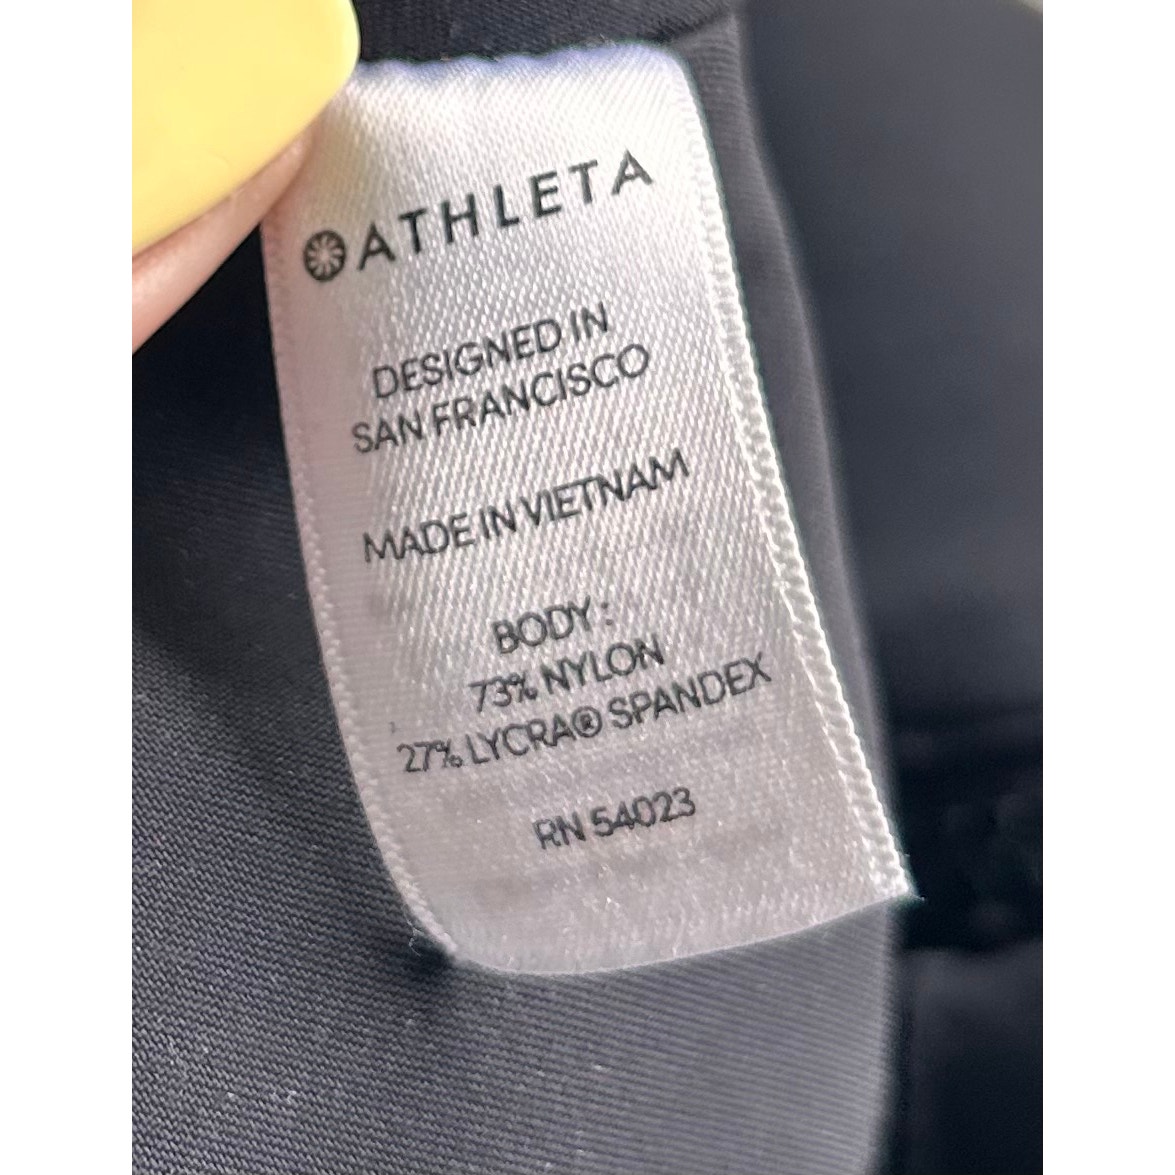 ATHLETA
DESIGNED IN
SAN FRANCISCO
MADE IN VIETNAM
BODY :
73% NYLON
27% LYCRA® SPANDEX
RN 54023